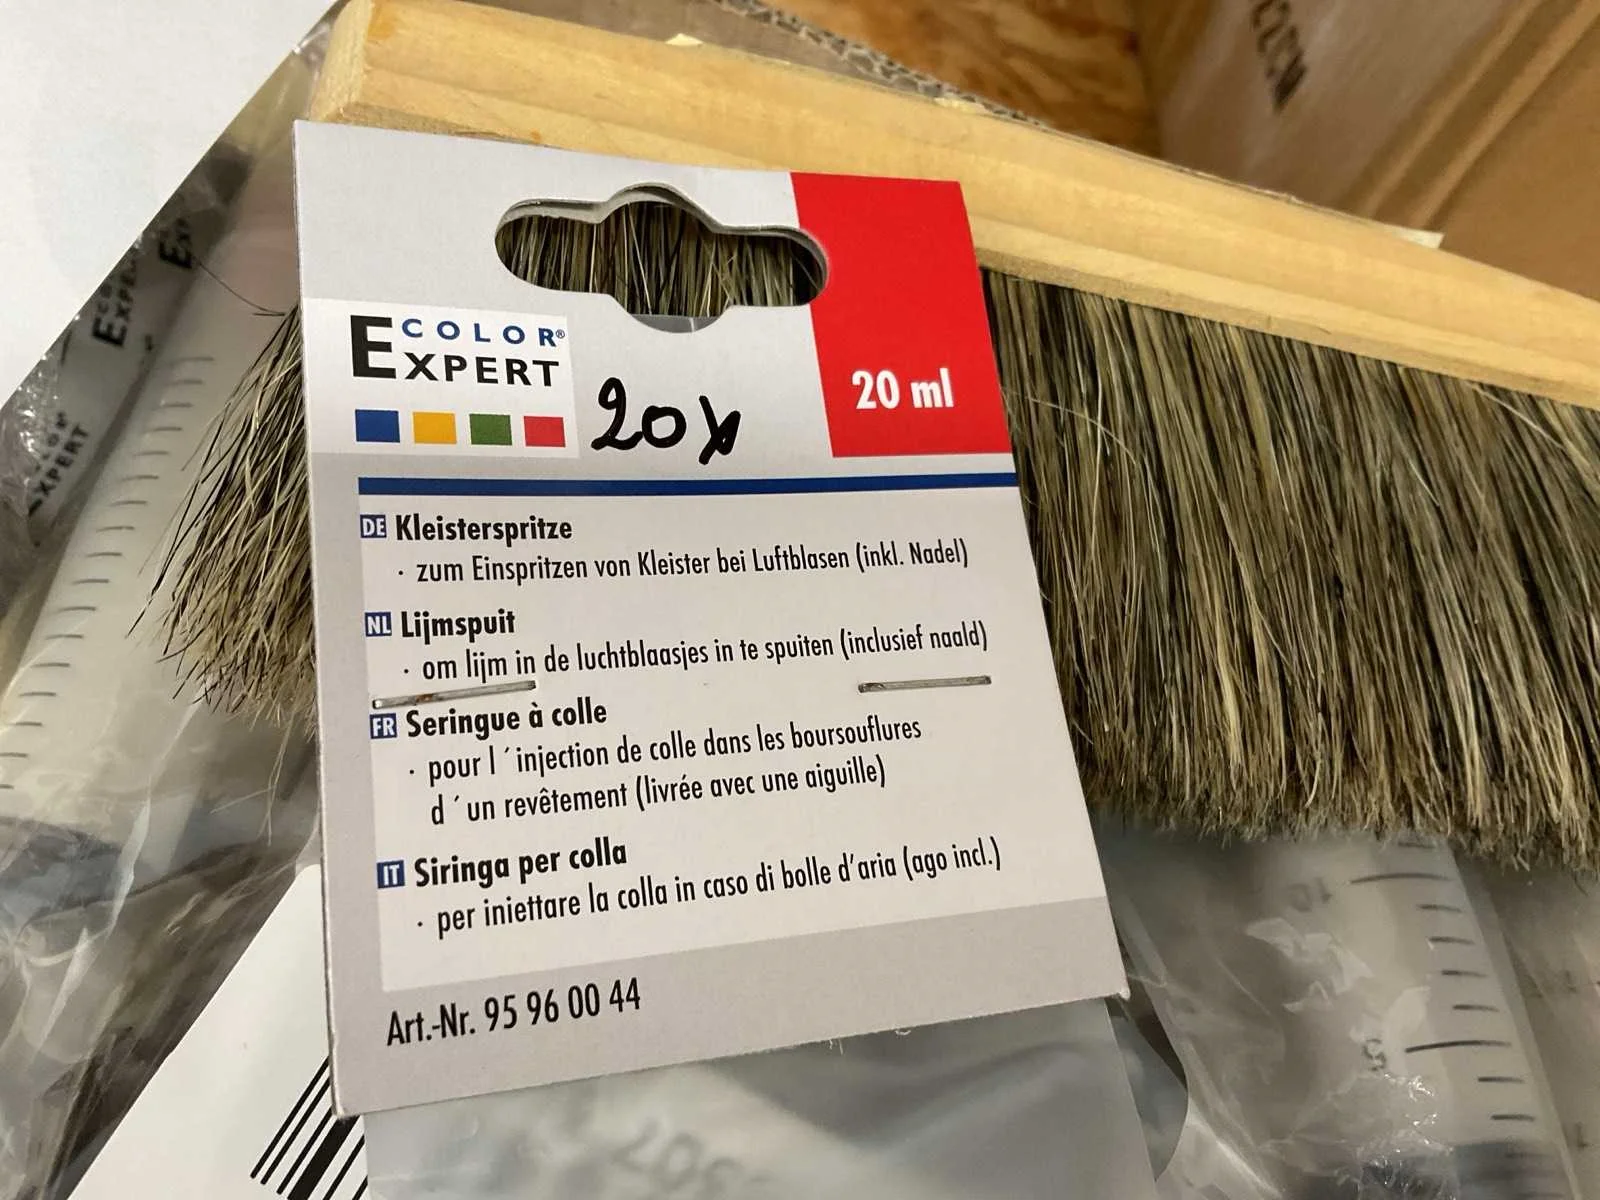 COLOR®
EXPERT
20x
20 ml
DE Kleisterspritze
· zum Einspritzen von Kleister bei Luftblasen (inkl. Nadel)
NL Lijmspuit
· om lijm in de luchtblaasjes in te spuiten (inclusief naald)
FR Seringue à colle
· pour l´injection de colle dans les boursouflures
d´un revêtement (livrée avec une aiguille)
IT Siringa per colla
· per iniettare la colla in caso di bolle d'aria (ago incl.)
Art.-Nr. 95 96 00 44
COLOR
EXPERT
10